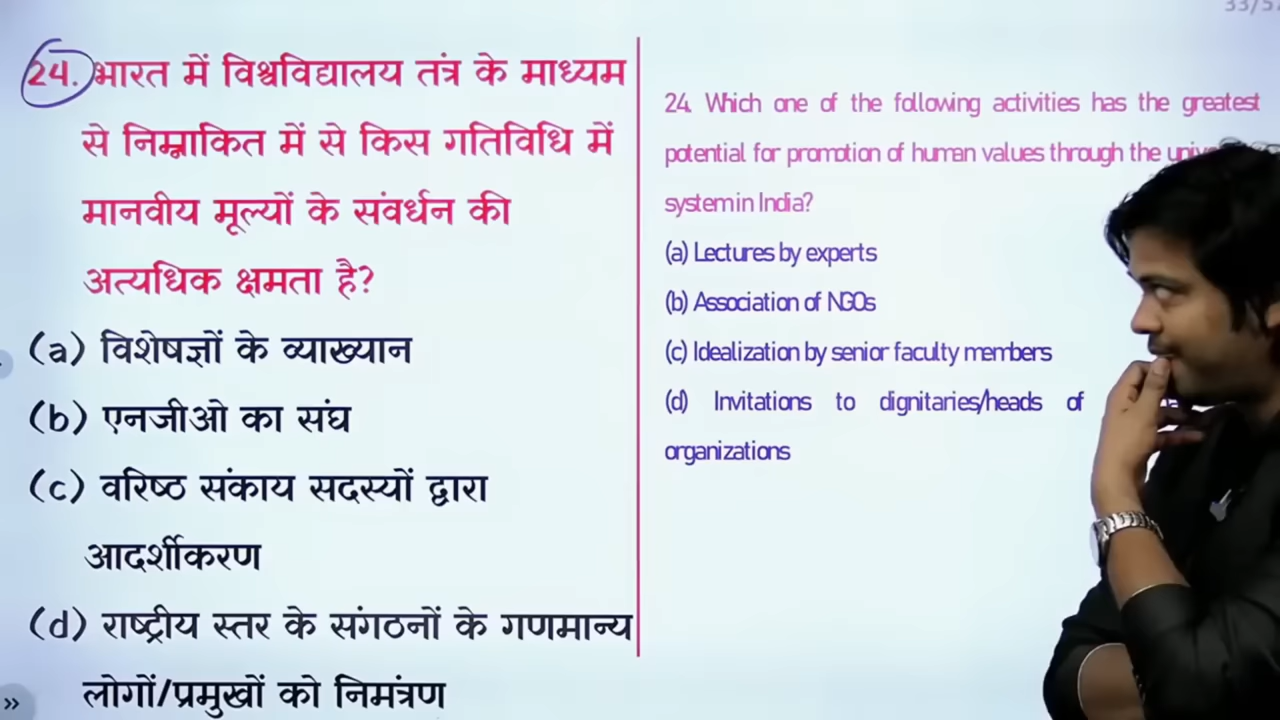 33/5
24. भारत में विश्वविद्यालय तंत्र के माध्यम
से निम्नांकित में से किस गतिविधि में
मानवीय मूल्यों के संवर्धन की
अत्यधिक क्षमता है?
(a) विशेषज्ञों के व्याख्यान
(b) एनजीओ का संघ
(c) वरिष्ठ संकाय सदस्यों द्वारा
आदर्शीकरण
(d) राष्ट्रीय स्तर के संगठनों के गणमान्य
लोगों/प्रमुखों को निमंत्रण
24. Which one of the following activities has the greatest
potential for promotion of human values through the
system in India?
(a) Lectures by experts
(b) Association of NGOs
(c) Idealization by senior faculty members
(d) Invitations to dignitaries/heads of
organizations